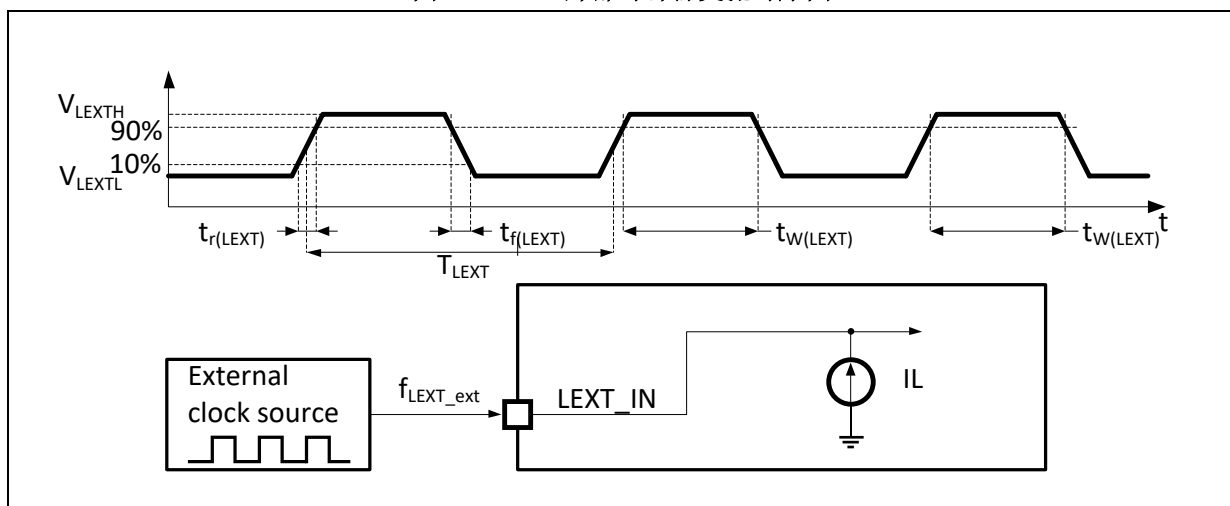 V_LEXTH
90%
10%
V_LEXTL
t
t_r(LEXT)
t_f(LEXT)
t_W(LEXT)
t_W(LEXT)
T_LEXT
External
clock source
f_LEXT_ext
LEXT_IN
IL